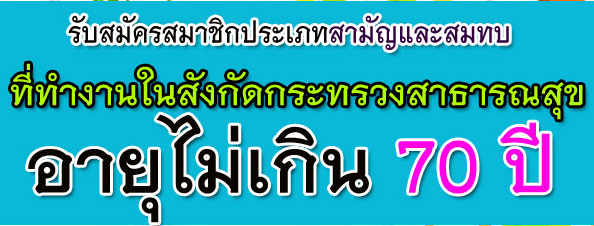 รับสมัครสมาชิกประเภทสามัญและสมทบ
ที่ทำงานในสังกัดกระทรวงสาธารณสุข
อายุไม่เกิน 70 ปี